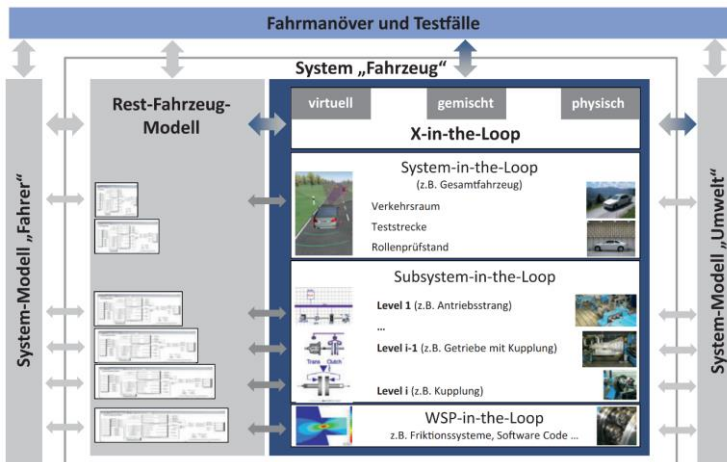 Fahrmanöver und Testfälle
System „Fahrzeug“
System-Modell „Fahrer“
Rest-Fahrzeug-
Modell
virtuell
gemischt
physisch
X-in-the-Loop
System-in-the-Loop
(z.B. Gesamtfahrzeug)
Verkehrsraum
Teststrecke
Rollenprüfstand
Subsystem-in-the-Loop
Level 1 (z.B. Antriebsstrang)
...
Level i-1 (z.B. Getriebe mit Kupplung)
Trans Clutch
Level i (z.B. Kupplung)
WSP-in-the-Loop
z.B. Friktionssysteme, Software Code ...
System-Modell „Umwelt“